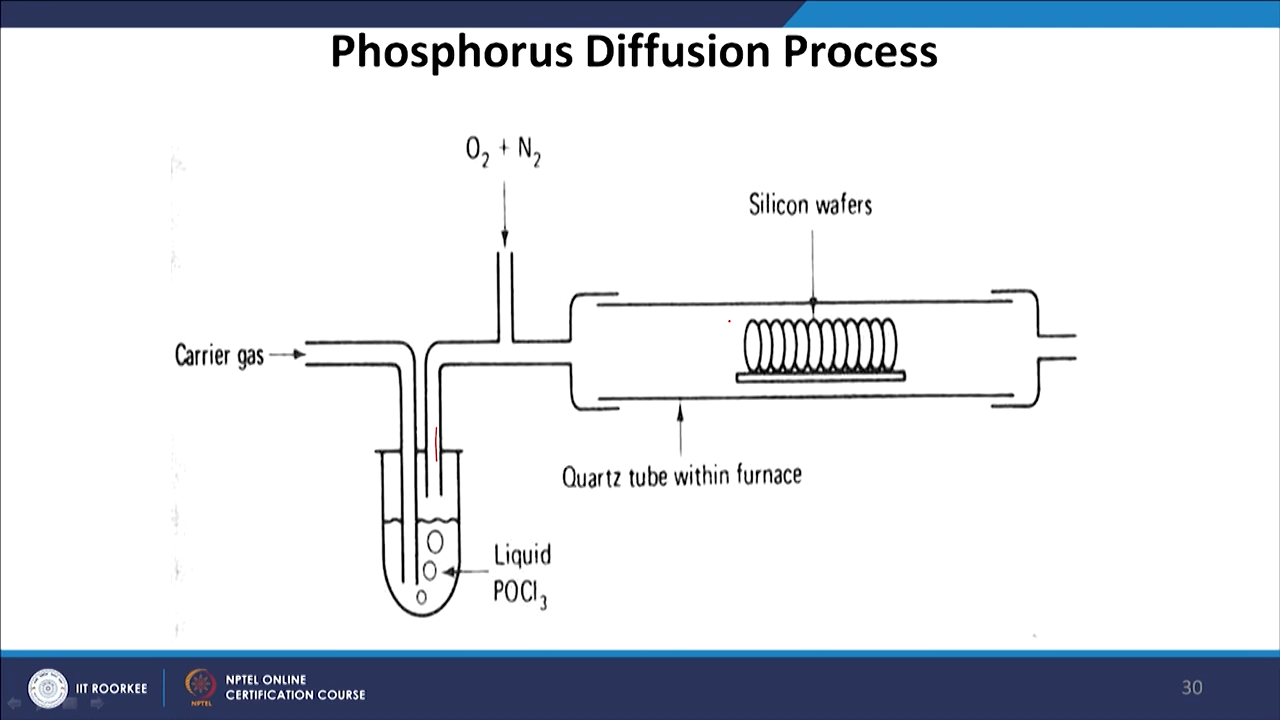 Phosphorus Diffusion Process
O₂ + N₂
Silicon wafers
Carrier gas
Quartz tube within furnace
Liquid
POCl₃
IIT ROORKEE
NPTEL
NPTEL ONLINE
CERTIFICATION COURSE
30